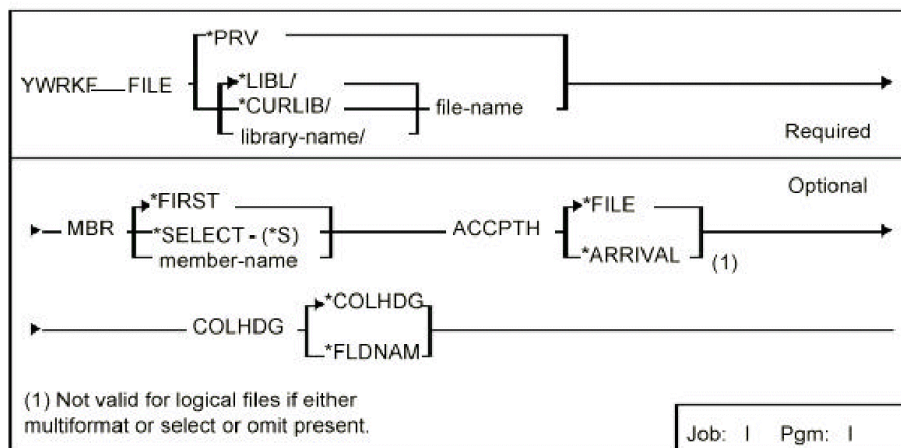 *PRV
YWRKF FILE
*LIBL/
*CURLIB/ file-name
library-name/
Required
Optional
MBR
*FIRST
*SELECT - (*S)
member-name
ACCPTH
*FILE
*ARRIVAL (1)
COLHDG
*COLHDG
*FLDNAM
(1) Not valid for logical files if either
multiformat or select or omit present.
Job: I Pgm: I